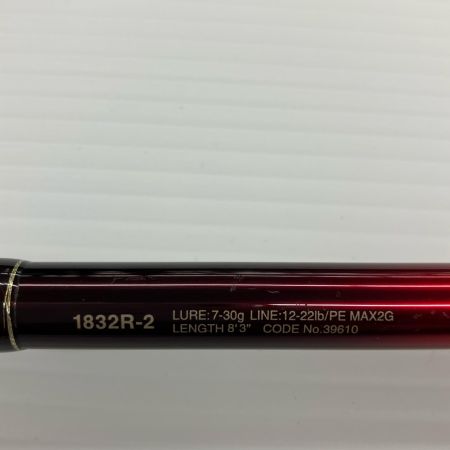 1832R-2 LURE:7-30g LINE:12-22lb/PE MAX2G
LENGTH 8'3" CODE No.39610